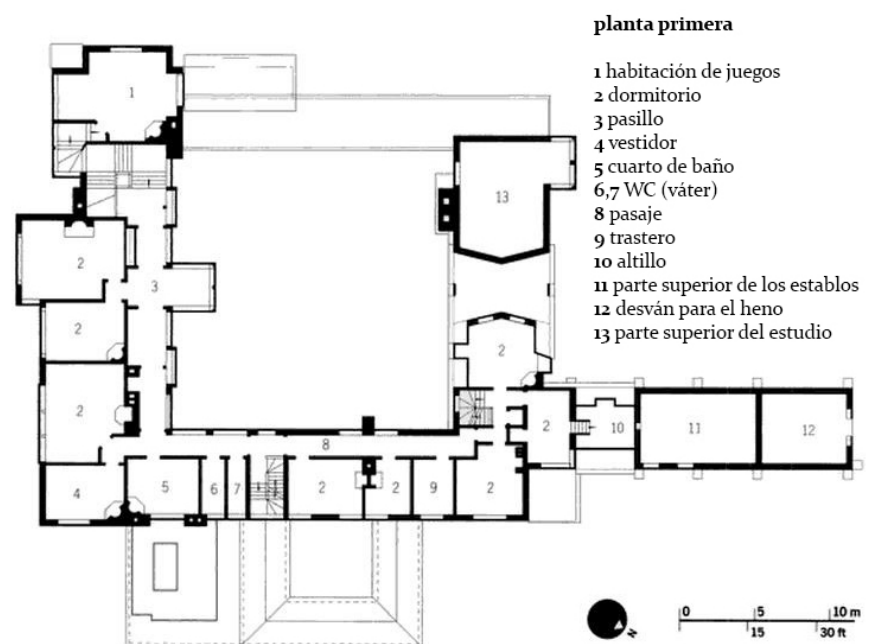 planta primera
1 habitación de juegos
2 dormitorio
3 pasillo
4 vestidor
5 cuarto de baño
6,7 WC (váter)
8 pasaje
9 trastero
10 altillo
11 parte superior de los establos
12 desván para el heno
13 parte superior del estudio
1
13
2
3
2
2
2
2
10
11
12
8
4
5
6
7
2
2
9
2
N
0 5 10 m
15 30 ft